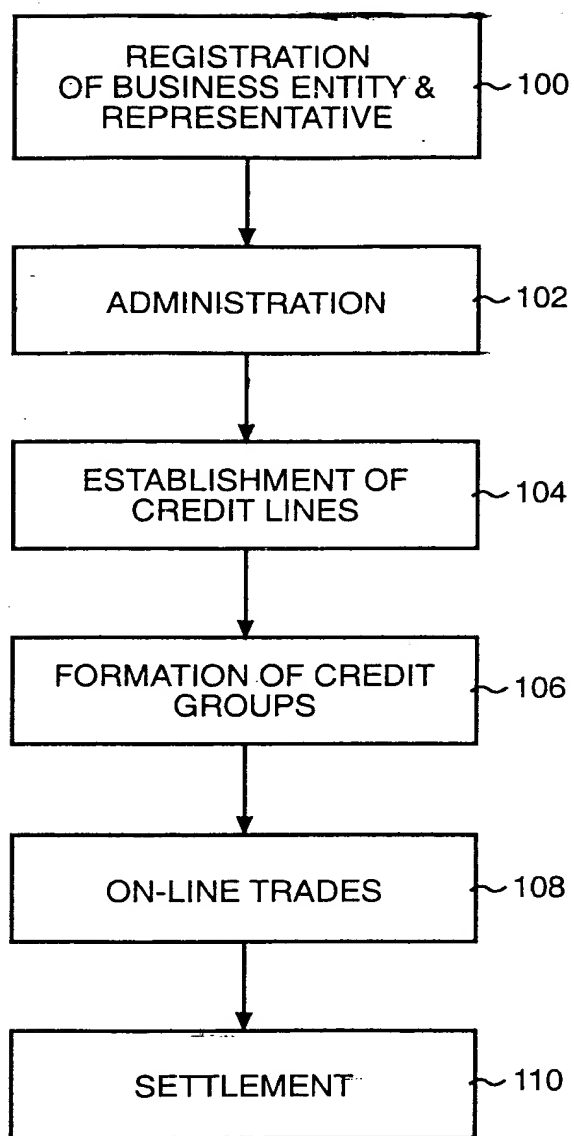 REGISTRATION
OF BUSINESS ENTITY &
REPRESENTATIVE
100
ADMINISTRATION
102
ESTABLISHMENT OF
CREDIT LINES
104
FORMATION OF CREDIT
GROUPS
106
ON-LINE TRADES
108
SETTLEMENT
110